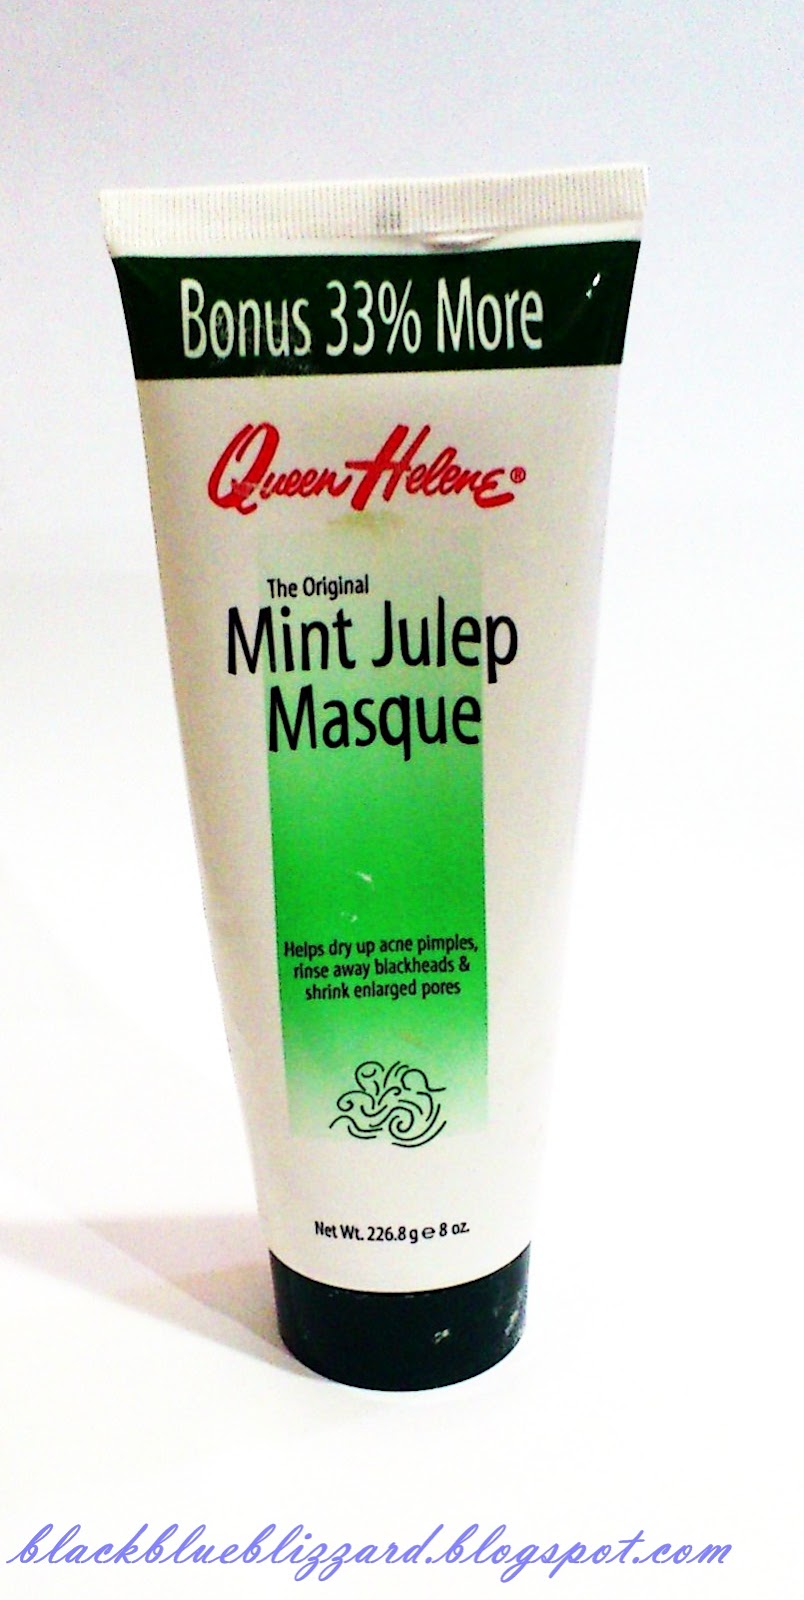 Bonus 33% More
Queen Helene®
The Original
Mint Julep
Masque
Helps dry up acne pimples,
rinse away blackheads &
shrink enlarged pores
Net Wt. 226.8 g ℮ 8 oz.
blackblueblizzard.blogspot.com